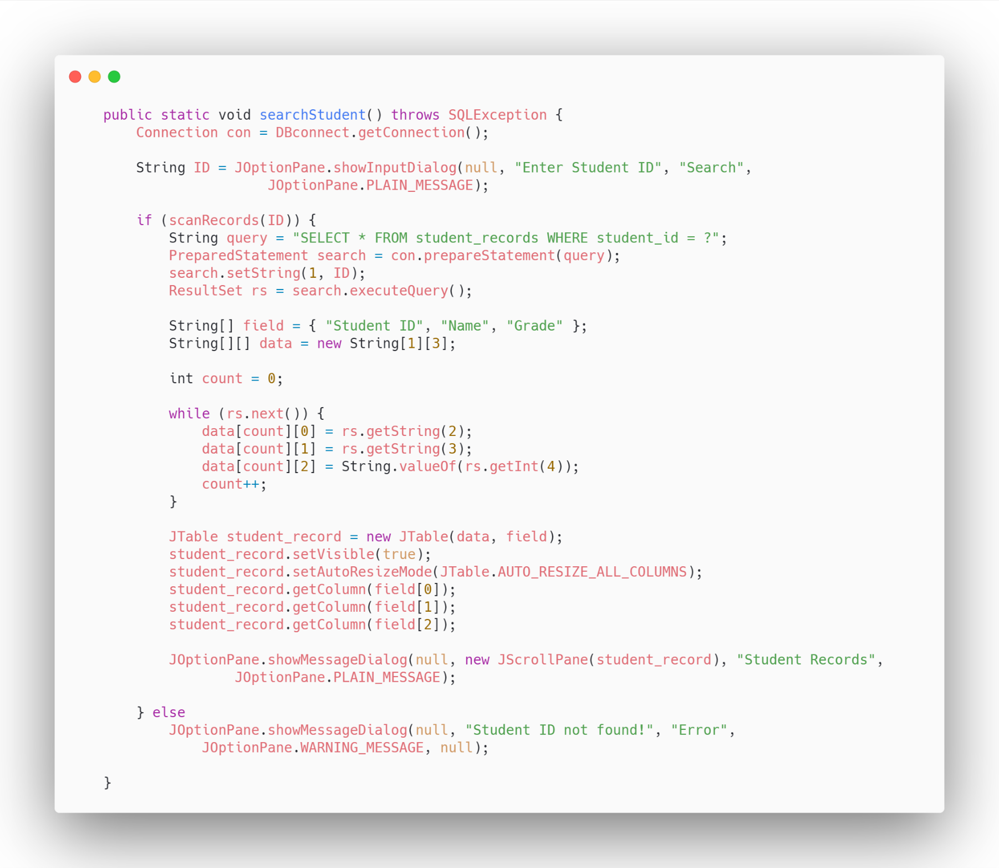 public static void searchStudent() throws SQLException {
    Connection con = DBconnect.getConnection();

    String ID = JOptionPane.showInputDialog(null, "Enter Student ID", "Search",
                    JOptionPane.PLAIN_MESSAGE);

    if (scanRecords(ID)) {
        String query = "SELECT * FROM student_records WHERE student_id = ?";
        PreparedStatement search = con.prepareStatement(query);
        search.setString(1, ID);
        ResultSet rs = search.executeQuery();

        String[] field = { "Student ID", "Name", "Grade" };
        String[][] data = new String[1][3];

        int count = 0;

        while (rs.next()) {
            data[count][0] = rs.getString(2);
            data[count][1] = rs.getString(3);
            data[count][2] = String.valueOf(rs.getInt(4));
            count++;
        }

        JTable student_record = new JTable(data, field);
        student_record.setVisible(true);
        student_record.setAutoResizeMode(JTable.AUTO_RESIZE_ALL_COLUMNS);
        student_record.getColumn(field[0]);
        student_record.getColumn(field[1]);
        student_record.getColumn(field[2]);

        JOptionPane.showMessageDialog(null, new JScrollPane(student_record), "Student Records",
                JOptionPane.PLAIN_MESSAGE);

    } else
        JOptionPane.showMessageDialog(null, "Student ID not found!", "Error",
            JOptionPane.WARNING_MESSAGE, null);

}